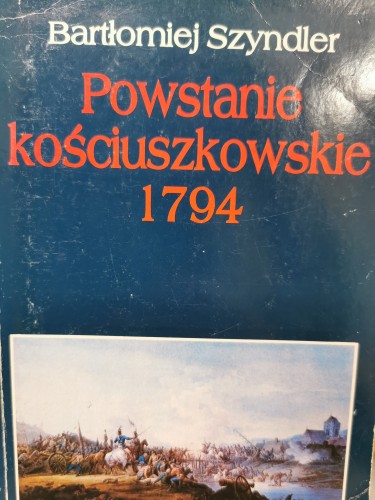 Bartłomiej Szyndler
Powstanie
kościuszkowskie
1794